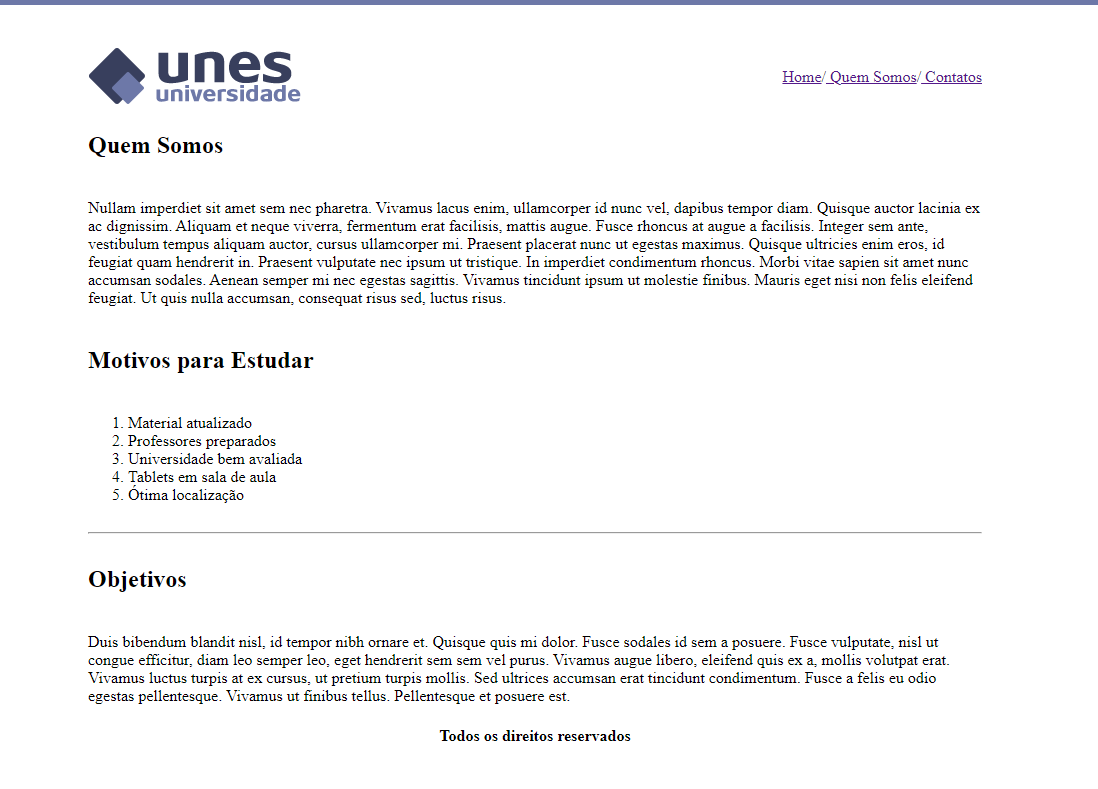 unes
universidade
Home/ Quem Somos/ Contatos
Quem Somos
Nullam imperdiet sit amet sem nec pharetra. Vivamus lacus enim, ullamcorper id nunc vel, dapibus tempor diam. Quisque auctor lacinia ex
ac dignissim. Aliquam et neque viverra, fermentum erat facilisis, mattis augue. Fusce rhoncus at augue a facilisis. Integer sem ante,
vestibulum tempus aliquam auctor, cursus ullamcorper mi. Praesent placerat nunc ut egestas maximus. Quisque ultricies enim eros, id
feugiat quam hendrerit in. Praesent vulputate nec ipsum ut tristique. In imperdiet condimentum rhoncus. Morbi vitae sapien sit amet nunc
accumsan sodales. Aenean semper mi nec egestas sagittis. Vivamus tincidunt ipsum ut molestie finibus. Mauris eget nisi non felis eleifend
feugiat. Ut quis nulla accumsan, consequat risus sed, luctus risus.
Motivos para Estudar
1. Material atualizado
2. Professores preparados
3. Universidade bem avaliada
4. Tablets em sala de aula
5. Ótima localização
Objetivos
Duis bibendum blandit nisl, id tempor nibh ornare et. Quisque quis mi dolor. Fusce sodales id sem a posuere. Fusce vulputate, nisl ut
congue efficitur, diam leo semper leo, eget hendrerit sem sem vel purus. Vivamus augue libero, eleifend quis ex a, mollis volutpat erat.
Vivamus luctus turpis at ex cursus, ut pretium turpis mollis. Sed ultrices accumsan erat tincidunt condimentum. Fusce a felis eu odio
egestas pellentesque. Vivamus ut finibus tellus. Pellentesque et posuere est.
Todos os direitos reservados